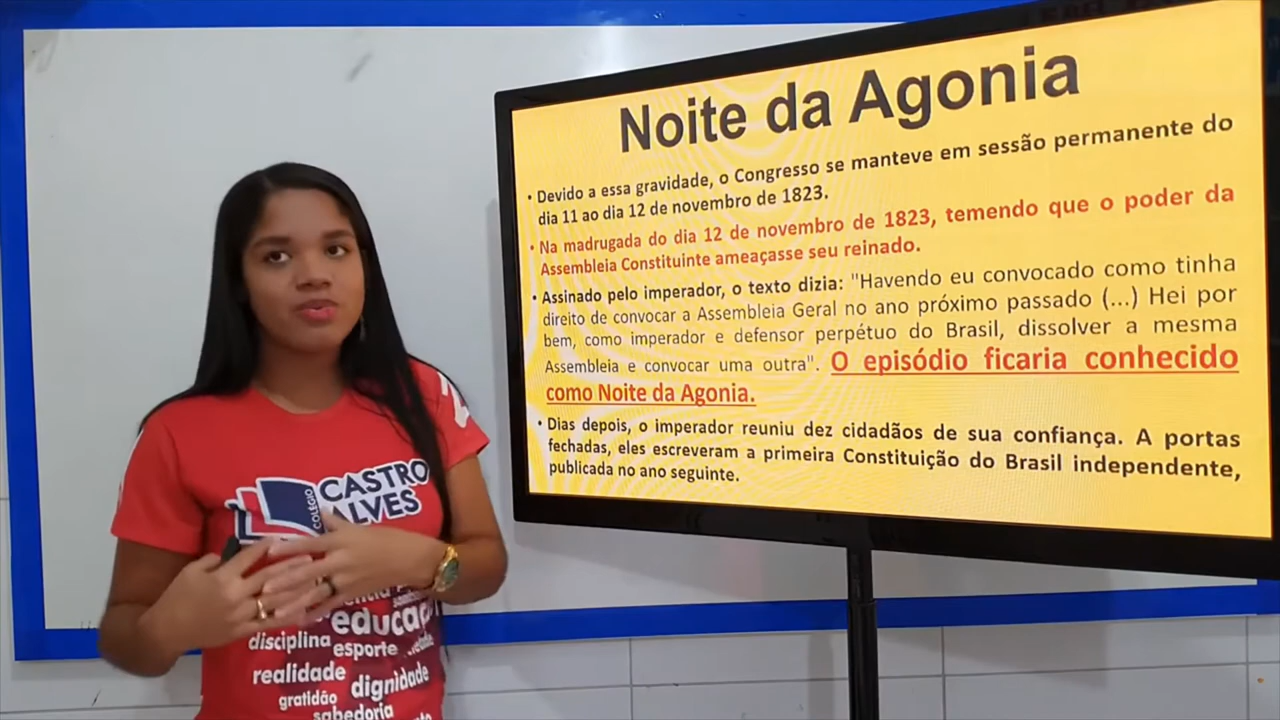 Noite da Agonia
• Devido a essa gravidade, o Congresso se manteve em sessão permanente do
dia 11 ao dia 12 de novembro de 1823.
• Na madrugada do dia 12 de novembro de 1823, temendo que o poder da
Assembleia Constituinte ameaçasse seu reinado.
• Assinado pelo imperador, o texto dizia: "Havendo eu convocado como tinha
direito de convocar a Assembleia Geral no ano próximo passado (...) Hei por
bem, como imperador e defensor perpétuo do Brasil, dissolver a mesma
Assembleia e convocar uma outra". O episódio ficaria conhecido
como Noite da Agonia.
• Dias depois, o imperador reuniu dez cidadãos de sua confiança. A portas
fechadas, eles escreveram a primeira Constituição do Brasil independente,
publicada no ano seguinte.
COLÉGIO
CASTRO
ALVES
educaç
disciplina
esporte
realidade
dignidade
gratidão
sabedoria